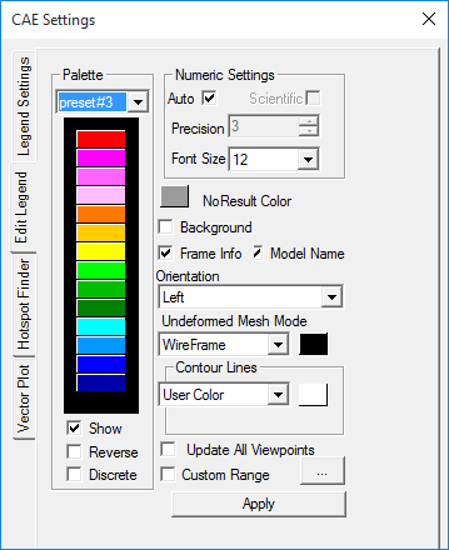 CAE Settings
Legend Settings
Edit Legend
Hotspot Finder
Vector Plot
Palette
preset#3
Show
Reverse
Discrete
Numeric Settings
Auto Scientific
Precision 3
Font Size 12
NoResult Color
Background
Frame Info Model Name
Orientation
Left
Undeformed Mesh Mode
WireFrame
Contour Lines
User Color
Update All Viewpoints
Custom Range ...
Apply